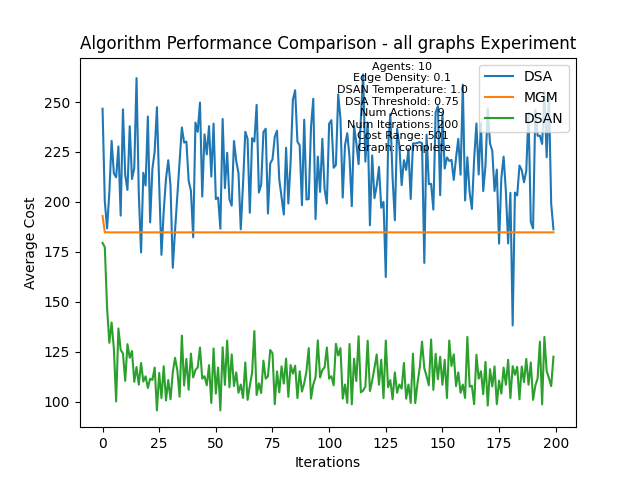 Algorithm Performance Comparison - all graphs Experiment
Agents: 10
Edge Density: 0.1
DSAN Temperature: 1.0
DSA Threshold: 0.75
Num Actions: 9
Num Iterations: 200
Cost Range: 501
Graph: complete
DSA
MGM
DSAN
Average Cost
250
225
200
175
150
125
100
0
25
50
75
100
125
150
175
200
Iterations